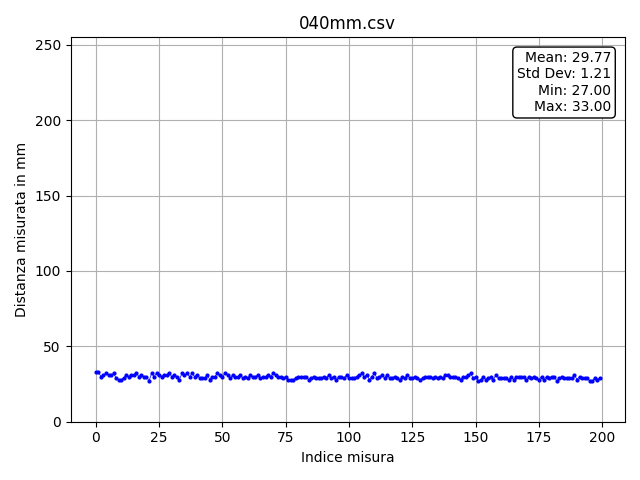 040mm.csv
250
200
150
100
50
0
Distanza misurata in mm
Mean: 29.77
Std Dev: 1.21
Min: 27.00
Max: 33.00
0 25 50 75 100 125 150 175 200
Indice misura